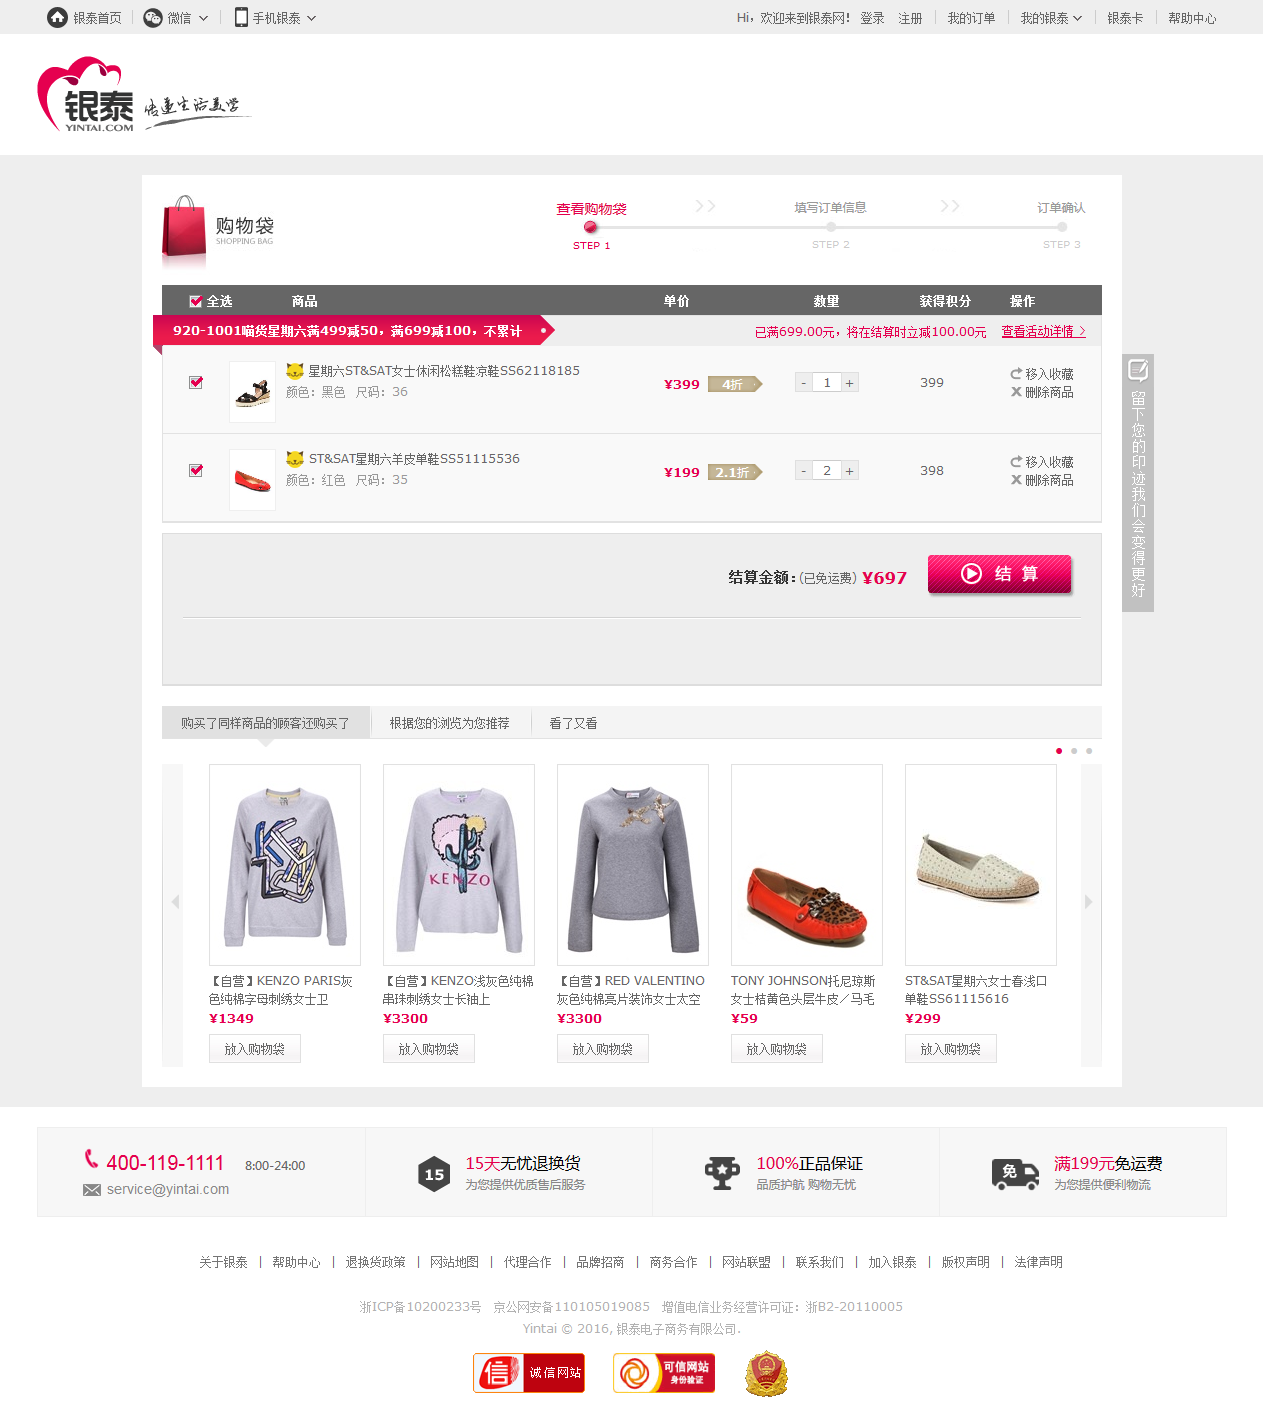 银泰首页 微信 手机银泰 Hi，欢迎来到银泰网！ 登录 注册 我的订单 我的银泰 银泰卡 帮助中心
银泰 传递生活美学
YINTAI.COM
购物袋
SHOPPING BAG
查看购物袋 填写订单信息 订单确认
STEP 1 STEP 2 STEP 3
全选 商品 单价 数量 获得积分 操作
920-1001喵货星期六满499减50，满699减100，不累计 已满699.00元，将在结算时立减100.00元 查看活动详情
星期六ST&SAT女士休闲松糕鞋凉鞋SS62118185
颜色：黑色 尺码：36
¥399 4折 - 1 + 399
移入收藏
删除商品
ST&SAT星期六羊皮单鞋SS51115536
颜色：红色 尺码：35
¥199 2.1折 - 2 + 398
移入收藏
删除商品
留下您的印迹我们会变得更好
结算金额：(已免运费) ¥697 结 算
购买了同样商品的顾客还购买了 根据您的浏览为您推荐 看了又看
KENZO
【自营】KENZO PARIS灰
色纯棉字母刺绣女士卫
¥1349
放入购物袋
【自营】KENZO浅灰色纯棉
串珠刺绣女士长袖上
¥3300
放入购物袋
【自营】RED VALENTINO
灰色纯棉亮片装饰女士太空
¥3300
放入购物袋
TONY JOHNSON托尼琼斯
女士桔黄色头层牛皮／马毛
¥59
放入购物袋
ST&SAT星期六女士春浅口
单鞋SS61115616
¥299
放入购物袋
400-119-1111 8:00-24:00
service@yintai.com
15
15天无忧退换货
为您提供优质售后服务
100%正品保证
品质护航 购物无忧
免
满199元免运费
为您提供便利物流
关于银泰 | 帮助中心 | 退换货政策 | 网站地图 | 代理合作 | 品牌招商 | 商务合作 | 网站联盟 | 联系我们 | 加入银泰 | 版权声明 | 法律声明
浙ICP备10200233号 京公网安备110105019085 增值电信业务经营许可证：浙B2-20110005
Yintai © 2016, 银泰电子商务有限公司.
信 诚信网站
可信网站
身份验证